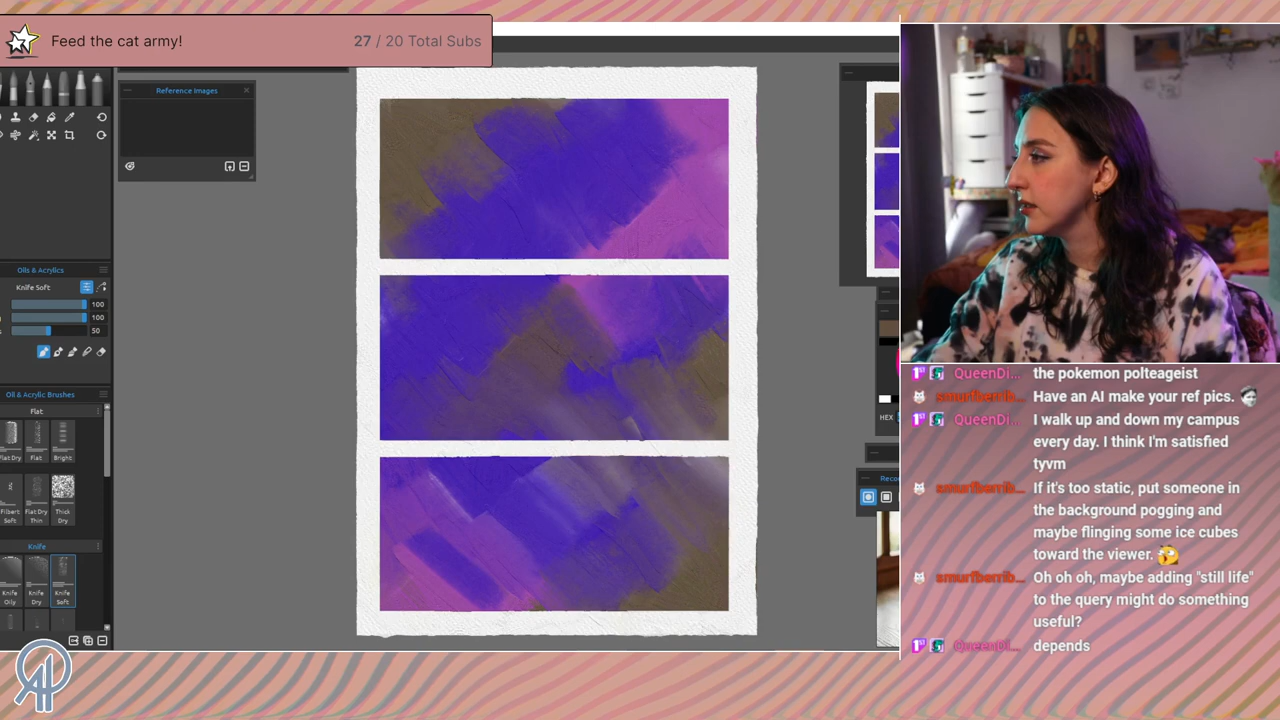 Feed the cat army! 27 / 20 Total Subs
Reference Images
Oils & Acrylics
Knife Soft
100
100
50
Oil & Acrylic Brushes
Flat
Flat Dry Flat Bright
Filbert Soft Flat Dry Thin Thick Dry
Knife
Knife Oily Knife Dry Knife Soft
HEX
Reco
QueenDi... the pokemon polteageist
smurfberrib... Have an AI make your ref pics.
QueenDi... I walk up and down my campus
every day. I think I'm satisfied
tyvm
smurfberrib... If it's too static, put someone in
the background pogging and
maybe flinging some ice cubes
toward the viewer.
smurfberrib... Oh oh oh, maybe adding "still life"
to the query might do something
useful?
QueenDi... depends